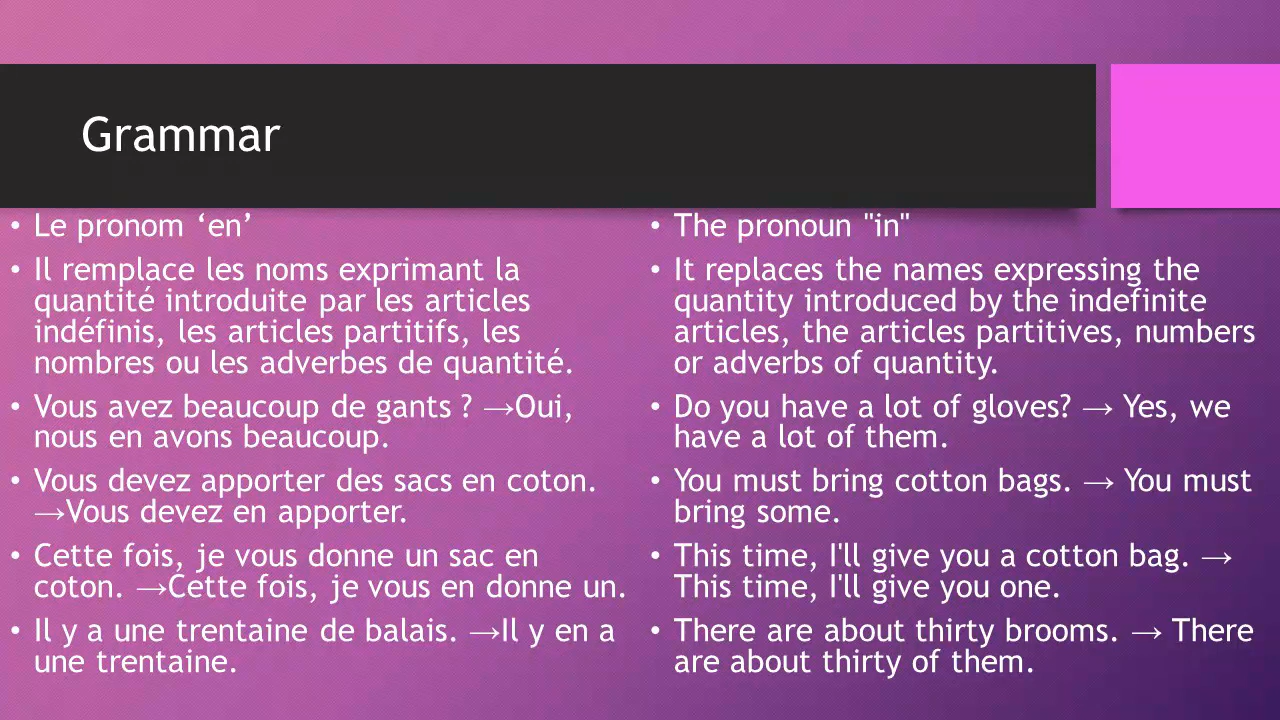 Grammar
• Le pronom ‘en’
• Il remplace les noms exprimant la
quantité introduite par les articles
indéfinis, les articles partitifs, les
nombres ou les adverbes de quantité.
• Vous avez beaucoup de gants ? →Oui,
nous en avons beaucoup.
• Vous devez apporter des sacs en coton.
→Vous devez en apporter.
• Cette fois, je vous donne un sac en
coton. →Cette fois, je vous en donne un.
• Il y a une trentaine de balais. →Il y en a
une trentaine.
• The pronoun "in"
• It replaces the names expressing the
quantity introduced by the indefinite
articles, the articles partitives, numbers
or adverbs of quantity.
• Do you have a lot of gloves? → Yes, we
have a lot of them.
• You must bring cotton bags. → You must
bring some.
• This time, I'll give you a cotton bag. →
This time, I'll give you one.
• There are about thirty brooms. → There
are about thirty of them.